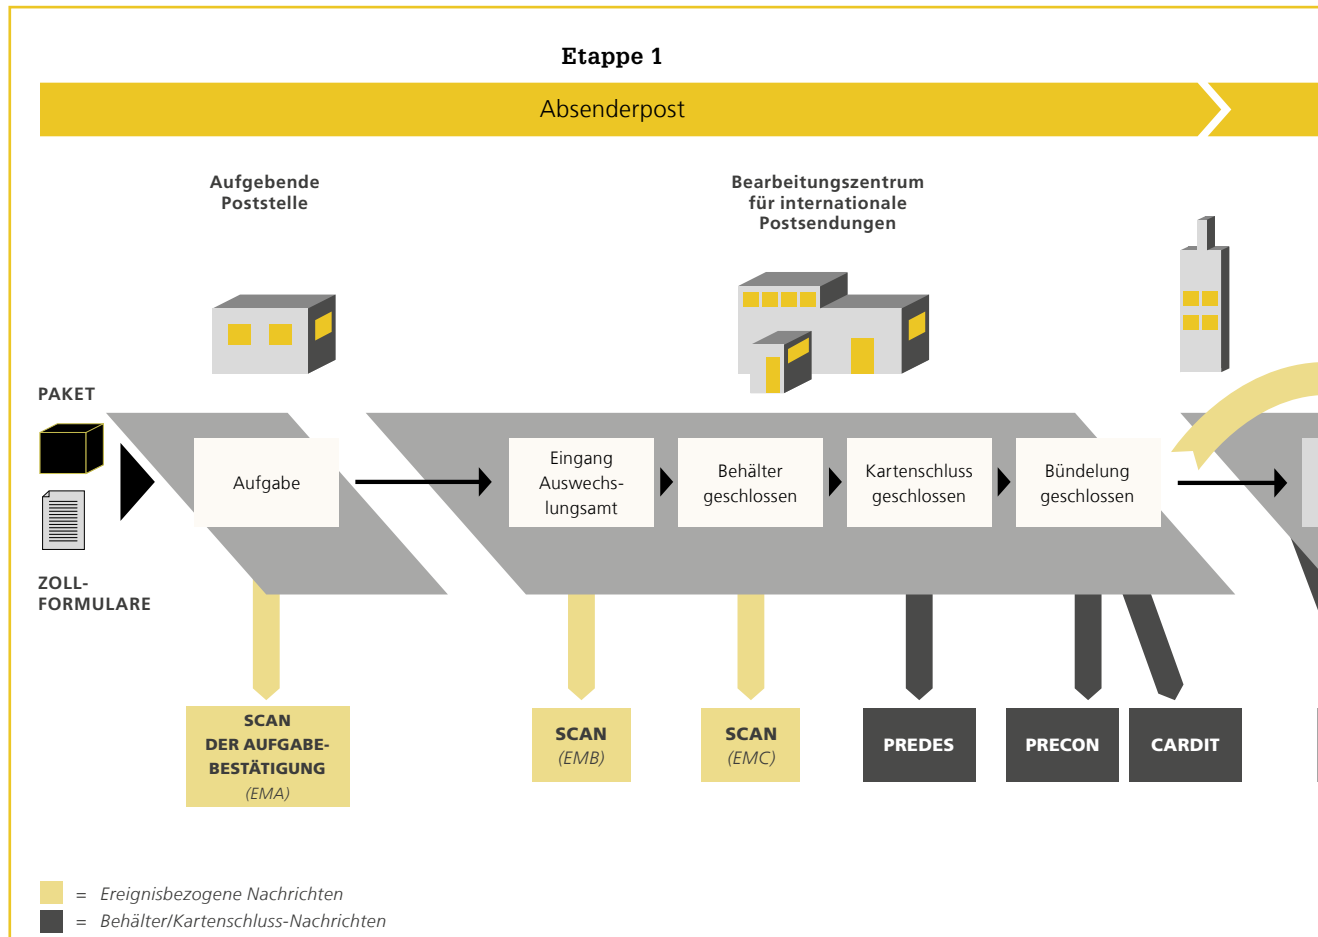 Etappe 1
Absenderpost
Aufgebende
Poststelle
Bearbeitungszentrum
für internationale
Postsendungen
PAKET
ZOLL-
FORMULARE
Aufgabe
Eingang
Auswechs-
lungsamt
Behälter
geschlossen
Kartenschluss
geschlossen
Bündelung
geschlossen
SCAN
DER AUFGABE-
BESTÄTIGUNG
(EMA)
SCAN
(EMB)
SCAN
(EMC)
PREDES
PRECON
CARDIT
= Ereignisbezogene Nachrichten
= Behälter/Kartenschluss-Nachrichten